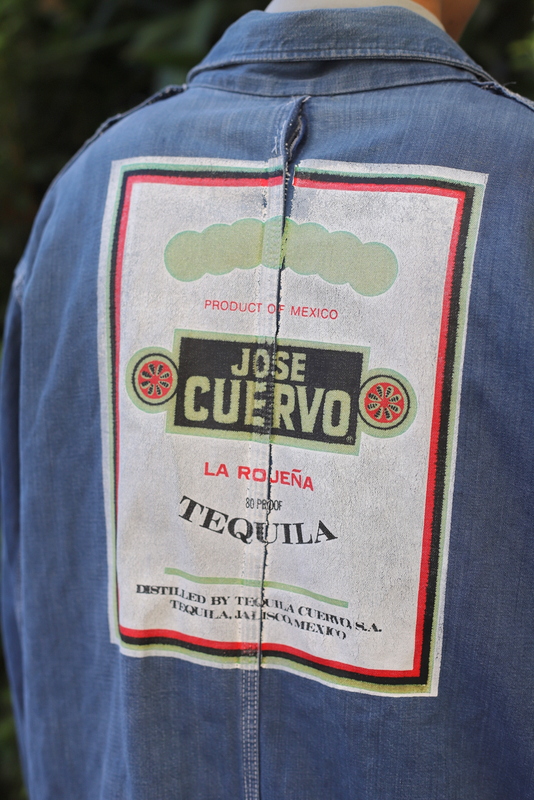 PRODUCT OF MEXICO
JOSE
CUERVO
®
LA ROJEÑA
80 PROOF
TEQUILA
DISTILLED BY TEQUILA CUERVO, S.A.
TEQUILA, JALISCO, MEXICO